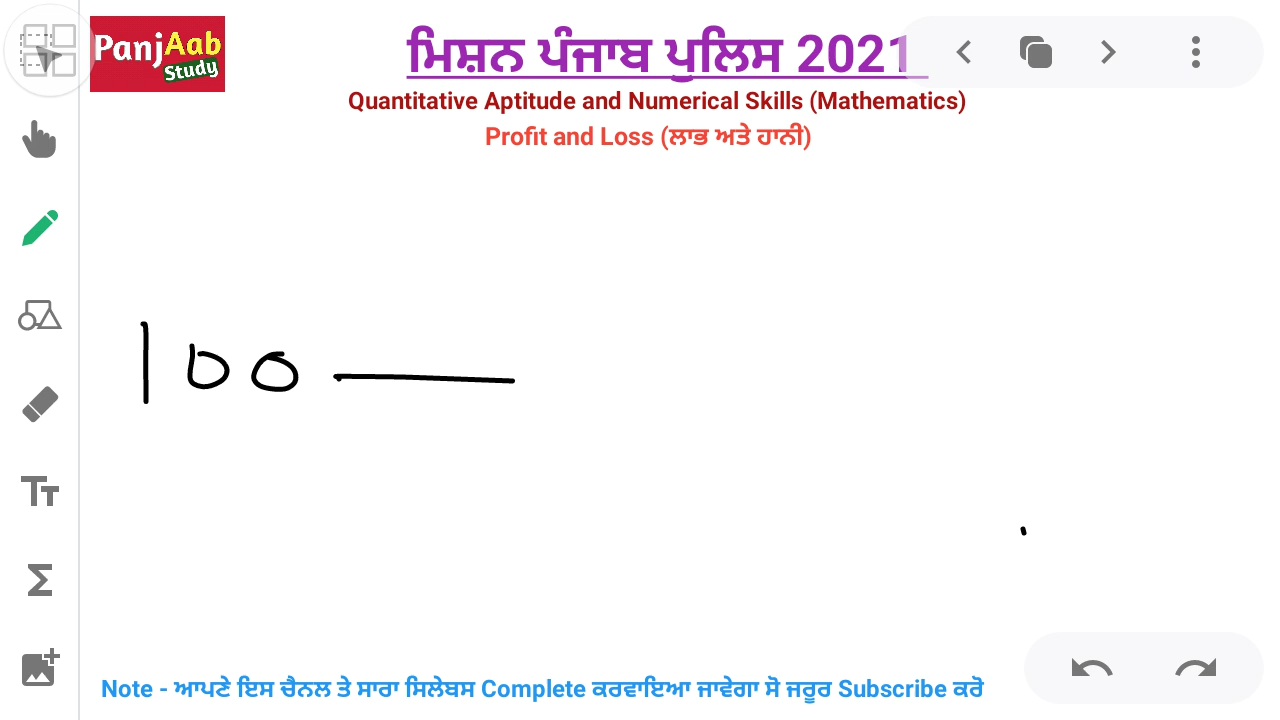 PanjAab
Study
ਮਿਸ਼ਨ ਪੰਜਾਬ ਪੁਲਿਸ 2021
Quantitative Aptitude and Numerical Skills (Mathematics)
Profit and Loss (ਲਾਭ ਅਤੇ ਹਾਨੀ)
100 —
Tт
Σ
Note - ਆਪਣੇ ਇਸ ਚੈਨਲ ਤੇ ਸਾਰਾ ਸਿਲੇਬਸ Complete ਕਰਵਾਇਆ ਜਾਵੇਗਾ ਸੋ ਜਰੂਰ Subscribe ਕਰੋ